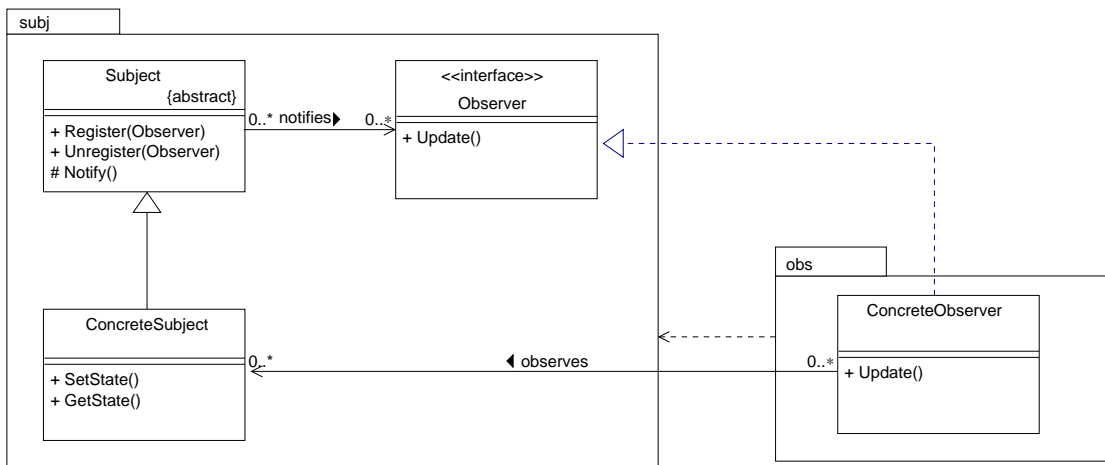 subj
Subject
{abstract}
+ Register(Observer)
+ Unregister(Observer)
# Notify()
0..* notifies 0..*
<<interface>>
Observer
+ Update()
obs
ConcreteSubject
+ SetState()
+ GetState()
0..*
observes
0..*
ConcreteObserver
+ Update()